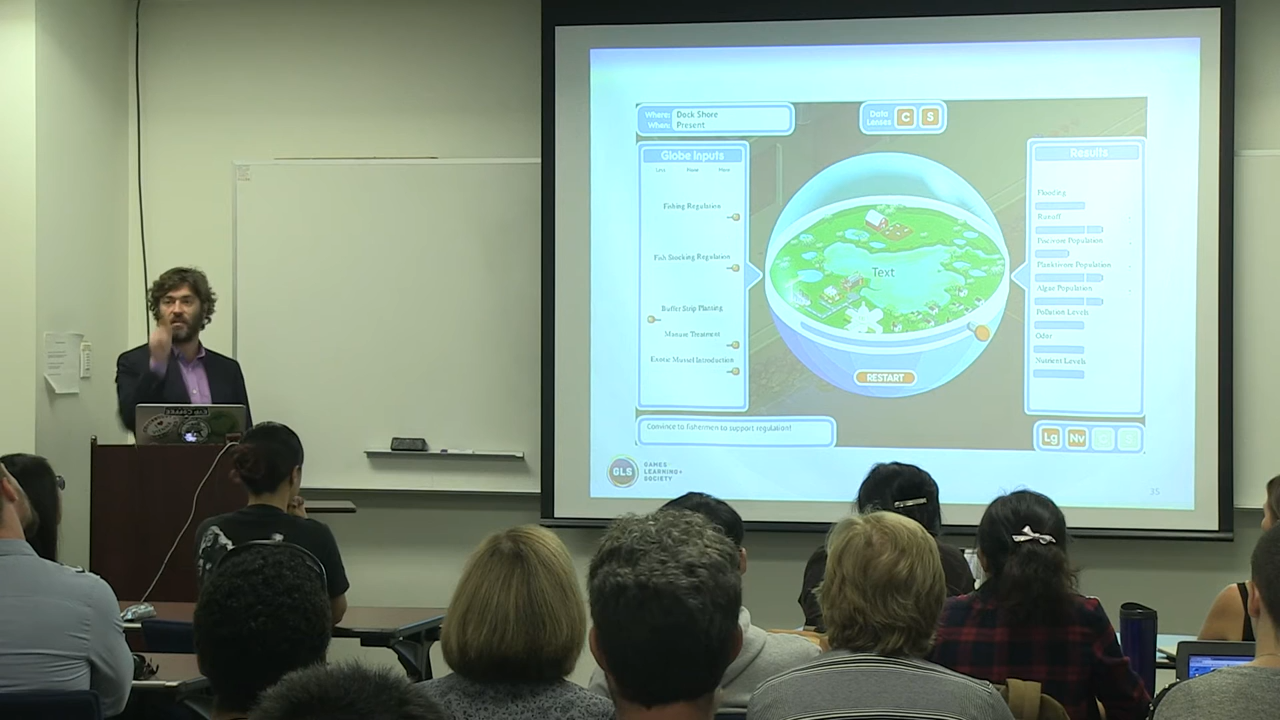 Where: Dock Shore
When: Present
Data
Lenses
C S
Globe Inputs
Less None More
Fishing Regulation
Fish Stocking Regulation
Buffer Strip Planting
Manure Treatment
Exotic Mussel Introduction
Text
RESTART
Results
Flooding
Runoff
Piscivore Population
Planktivore Population
Algae Population
Pollution Levels
Odor
Nutrient Levels
Convince to fishermen to support regulation!
Lg Nv
GLS
GAMES
LEARNING+
SOCIETY
35